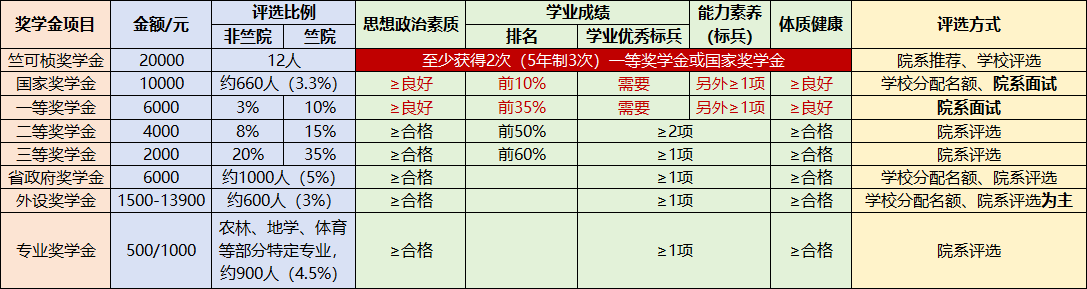 奖学金项目 金额/元 评选比例 思想政治素质 学业成绩 能力素养（标兵） 体质健康 评选方式
非竺院 竺院 排名 学业优秀标兵
竺可桢奖学金 20000 12人 至少获得2次（5年制3次）一等奖学金或国家奖学金 院系推荐、学校评选
国家奖学金 10000 约660人（3.3%） ≥良好 前10% 需要 另外≥1项 ≥良好 学校分配名额、院系面试
一等奖学金 6000 3% 10% ≥良好 前35% 需要 另外≥1项 ≥良好 院系面试
二等奖学金 4000 8% 15% ≥合格 前50% ≥2项 ≥合格 院系评选
三等奖学金 2000 20% 35% ≥合格 前60% ≥1项 ≥合格 院系评选
省政府奖学金 6000 约1000人（5%） ≥合格 ≥1项 ≥合格 学校分配名额、院系评选
外设奖学金 1500-13900 约600人（3%） ≥合格 ≥1项 ≥合格 学校分配名额、院系评选为主
专业奖学金 500/1000 农林、地学、体育
等部分特定专业，
约900人（4.5%） ≥合格 ≥1项 ≥合格 院系评选